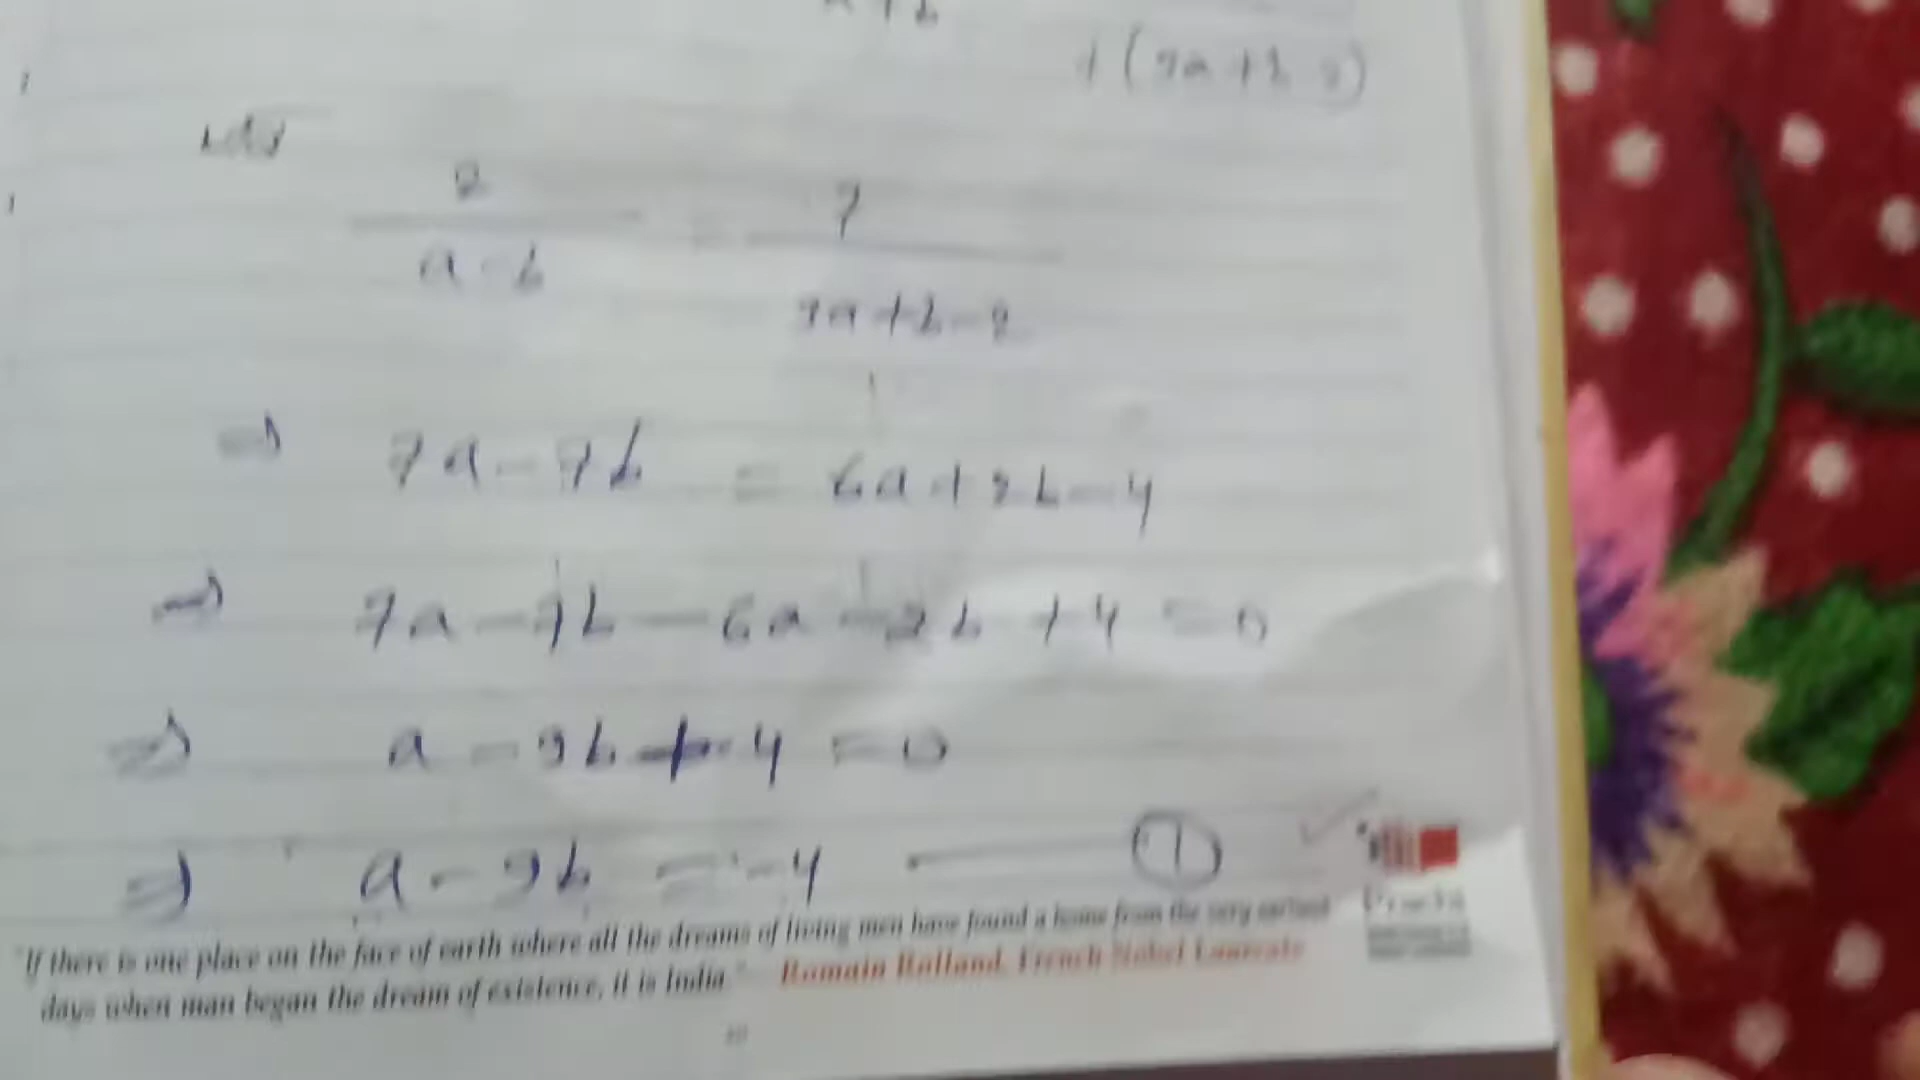 a+b
+(3a+b-2)
2/(a-b) = 7/(3a+b-2)
⇒ 7a-7b = 6a+2b-4
⇒ 7a-7b-6a-2b+4=0
⇒ a-9b+4=0
⇒ a-9b=-4 —— ①
"If there is one place on the face of earth where all the dreams of living men have found a home from the very earliest
days when man began the dream of existence, it is India." Romain Rolland, French Nobel Laureate